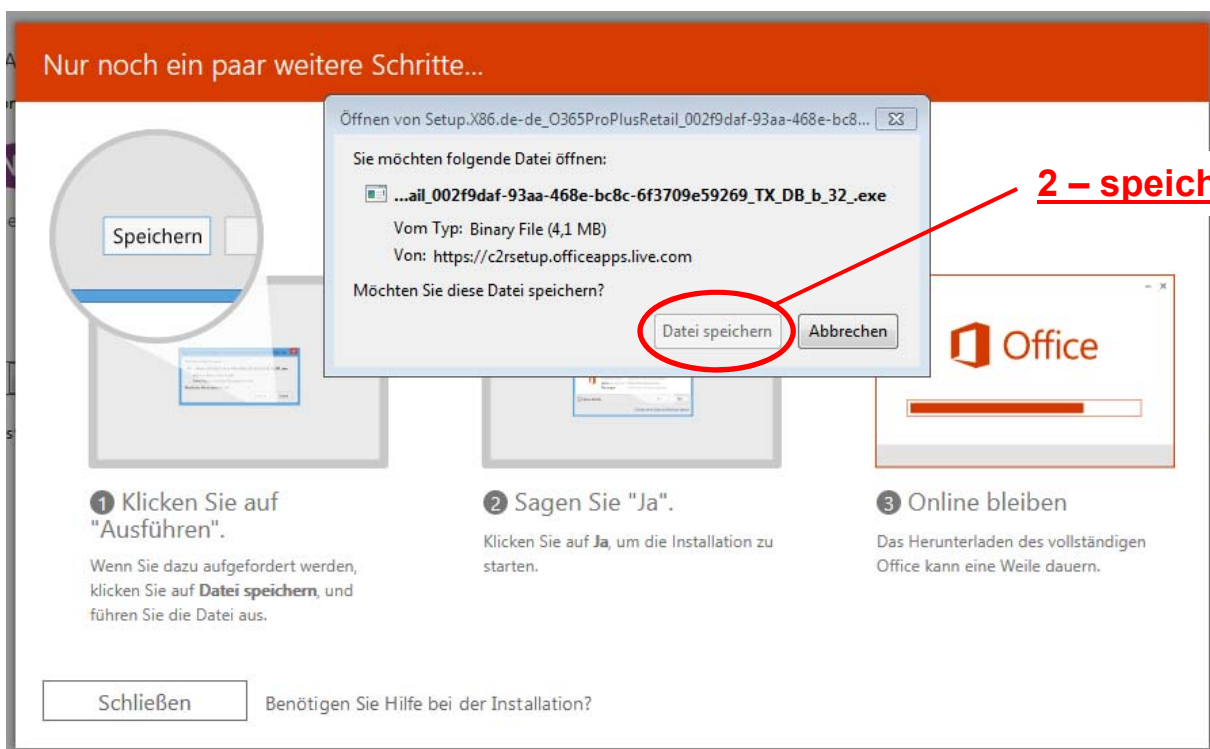 Nur noch ein paar weitere Schritte...
Öffnen von Setup.X86.de-de_O365ProPlusRetail_002f9daf-93aa-468e-bc8...
Sie möchten folgende Datei öffnen:
...ail_002f9daf-93aa-468e-bc8c-6f3709e59269_TX_DB_b_32_.exe
Vom Typ: Binary File (4,1 MB)
Von: https://c2rsetup.officeapps.live.com
Möchten Sie diese Datei speichern?
Datei speichern
Abbrechen
2 – speich
Speichern
Office
1 Klicken Sie auf
"Ausführen".
Wenn Sie dazu aufgefordert werden,
klicken Sie auf Datei speichern, und
führen Sie die Datei aus.
2 Sagen Sie "Ja".
Klicken Sie auf Ja, um die Installation zu
starten.
3 Online bleiben
Das Herunterladen des vollständigen
Office kann eine Weile dauern.
Schließen
Benötigen Sie Hilfe bei der Installation?